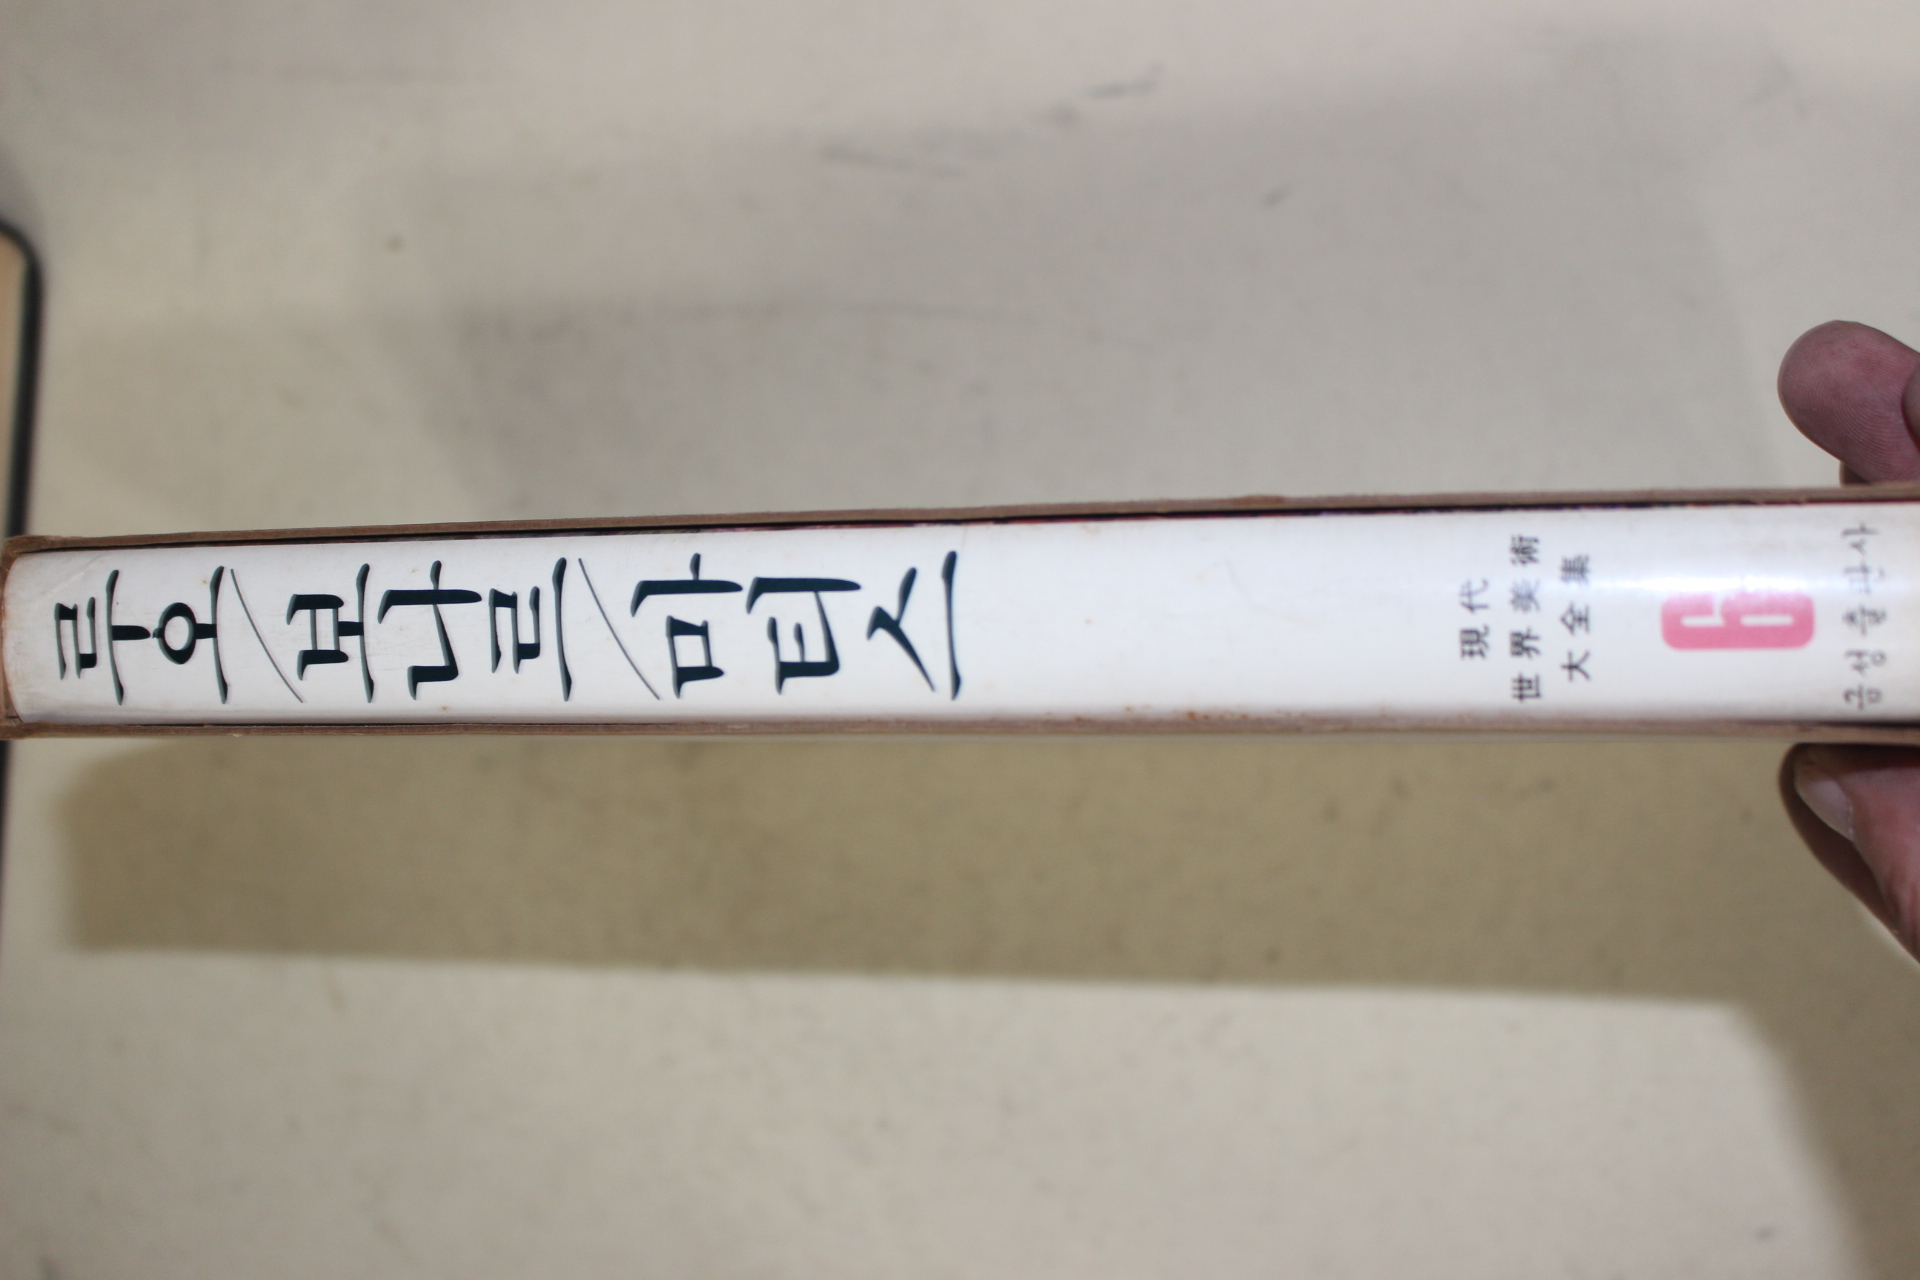 루오/보나르/마티스
現代
世界美術
大全集
6
금성출판사